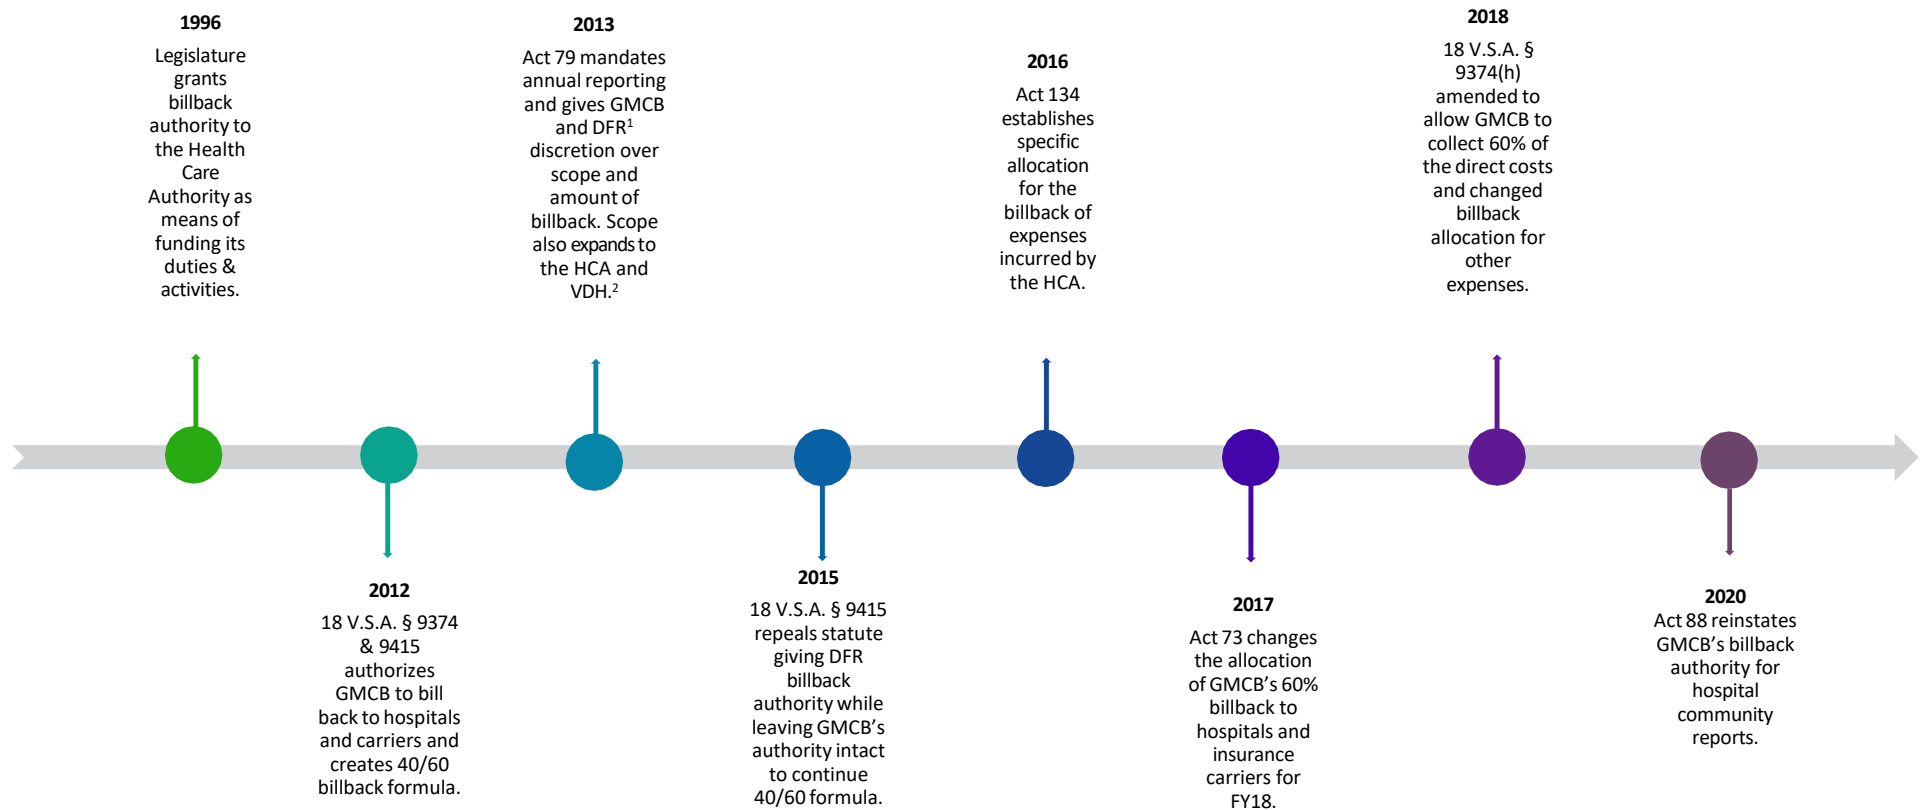 1996
Legislature
grants
billback
authority to
the Health
Care
Authority as
means of
funding its
duties &
activities.
2013
Act 79 mandates
annual reporting
and gives GMCB
and DFR1
discretion over
scope and
amount of
billback. Scope
also expands to
the HCA and
VDH.2
2016
Act 134
establishes
specific
allocation
for the
billback of
expenses
incurred by
the HCA.
2018
18 V.S.A. §
9374(h)
amended to
allow GMCB to
collect 60% of
the direct costs
and changed
billback
allocation for
other
expenses.
2012
18 V.S.A. § 9374
& 9415
authorizes
GMCB to bill
back to hospitals
and carriers and
creates 40/60
billback formula.
2015
18 V.S.A. § 9415
repeals statute
giving DFR
billback
authority while
leaving GMCB’s
authority intact
to continue
40/60 formula.
2017
Act 73 changes
the allocation
of GMCB’s 60%
billback to
hospitals and
insurance
carriers for
FY18.
2020
Act 88 reinstates
GMCB’s billback
authority for
hospital
community
reports.